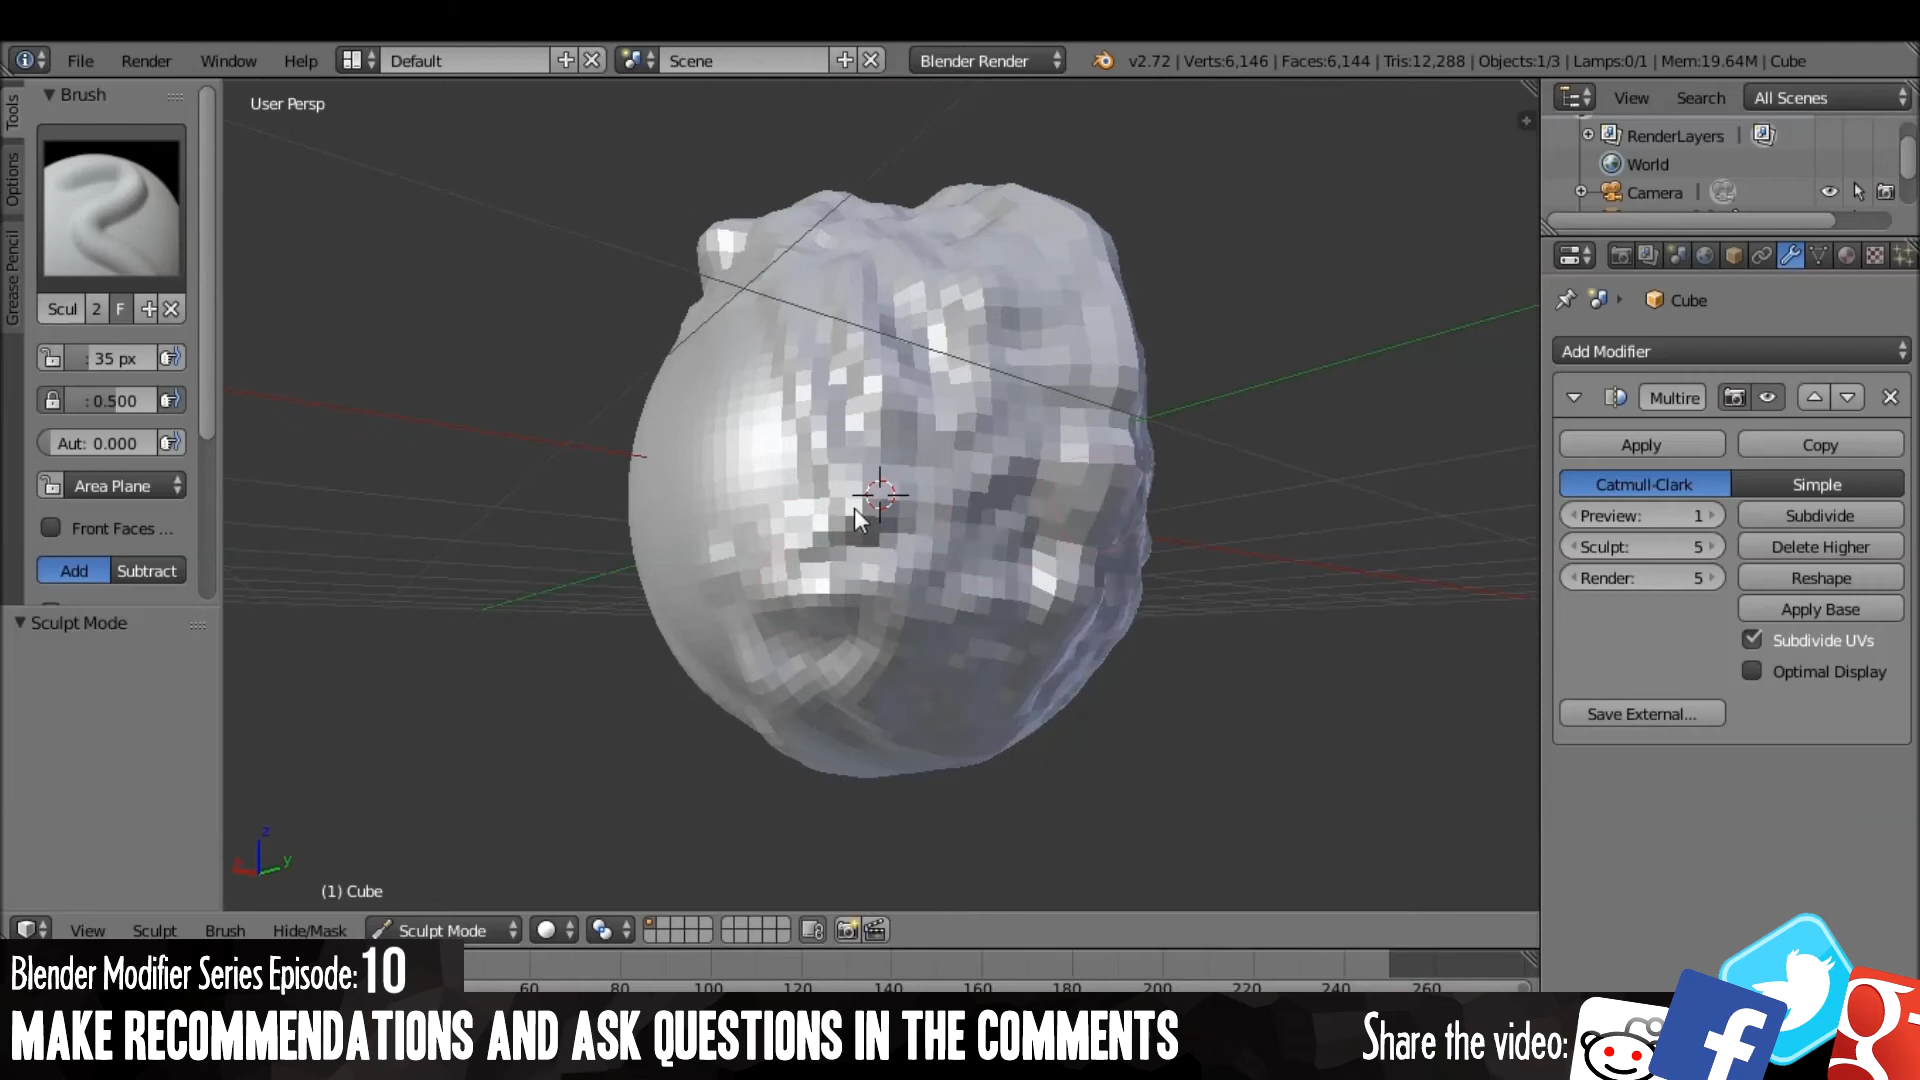 File Render Window Help Default Scene Blender Render v2.72 | Verts:6,146 | Faces:6,144 | Tris:12,288 | Objects:1/3 | Lamps:0/1 | Mem:19.64M | Cube
Tools
Options
Grease Pencil
Brush
Scul 2 F
: 35 px
: 0.500
Aut: 0.000
Area Plane
Front Faces ...
Add Subtract
Sculpt Mode
User Persp
z
y
(1) Cube
View Search All Scenes
RenderLayers
World
Camera
Cube
Add Modifier
Multire
Apply Copy
Catmull-Clark Simple
Preview: 1 Subdivide
Sculpt: 5 Delete Higher
Render: 5 Reshape
Apply Base
Subdivide UVs
Optimal Display
Save External...
View Sculpt Brush Hide/Mask Sculpt Mode
60 80 100 120 140 160 180 200 220 240 260
Blender Modifier Series Episode: 10
MAKE RECOMMENDATIONS AND ASK QUESTIONS IN THE COMMENTS
Share the video: